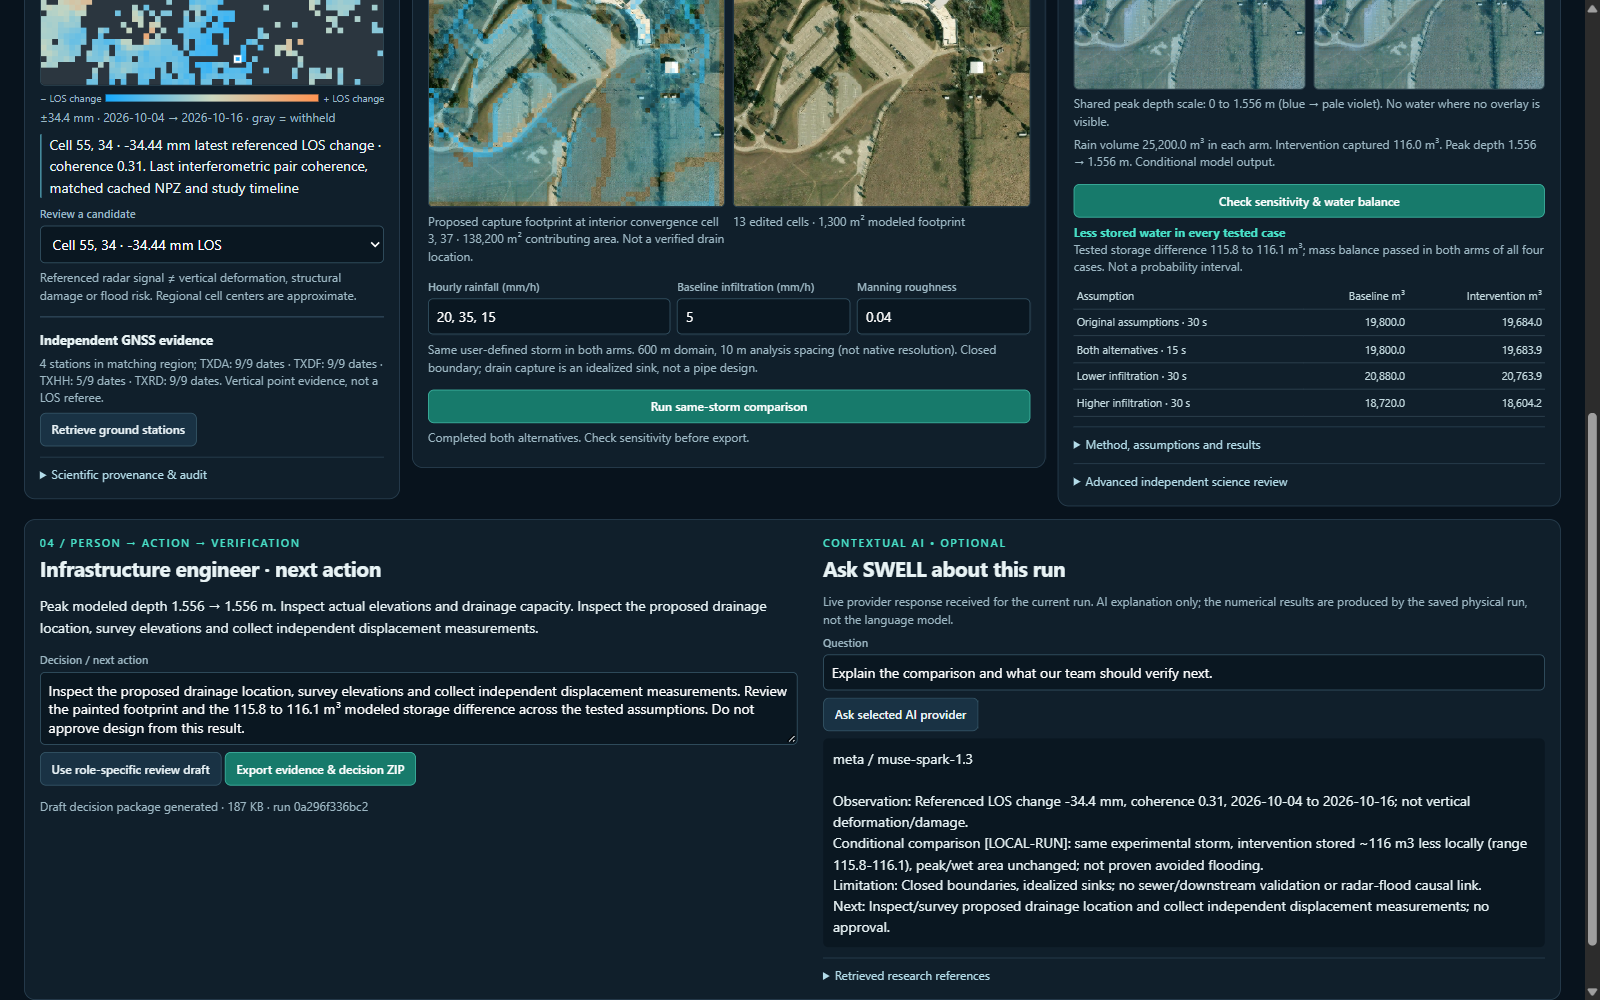 − LOS change
+ LOS change
±34.4 mm · 2026-10-04 → 2026-10-16 · gray = withheld
Cell 55, 34 · -34.44 mm latest referenced LOS change ·
coherence 0.31. Last interferometric pair coherence,
matched cached NPZ and study timeline
Review a candidate
Cell 55, 34 · -34.44 mm LOS
Referenced radar signal ≠ vertical deformation, structural
damage or flood risk. Regional cell centers are approximate.
Independent GNSS evidence
4 stations in matching region; TXDA: 9/9 dates · TXDF: 9/9 dates ·
TXHH: 5/9 dates · TXRD: 9/9 dates. Vertical point evidence, not a
LOS referee.
Retrieve ground stations
▶ Scientific provenance & audit
Proposed capture footprint at interior convergence cell
3, 37 · 138,200 m² contributing area. Not a verified drain
location.
13 edited cells · 1,300 m² modeled footprint
Hourly rainfall (mm/h)
Baseline infiltration (mm/h)
Manning roughness
20, 35, 15
5
0.04
Same user-defined storm in both arms. 600 m domain, 10 m analysis spacing (not native resolution). Closed
boundary; drain capture is an idealized sink, not a pipe design.
Run same-storm comparison
Completed both alternatives. Check sensitivity before export.
Shared peak depth scale: 0 to 1.556 m (blue → pale violet). No water where no overlay is
visible.
Rain volume 25,200.0 m³ in each arm. Intervention captured 116.0 m³. Peak depth 1.556
→ 1.556 m. Conditional model output.
Check sensitivity & water balance
Less stored water in every tested case
Tested storage difference 115.8 to 116.1 m³; mass balance passed in both arms of all four
cases. Not a probability interval.
Assumption Baseline m³ Intervention m³
Original assumptions · 30 s 19,800.0 19,684.0
Both alternatives · 15 s 19,800.0 19,683.9
Lower infiltration · 30 s 20,880.0 20,763.9
Higher infiltration · 30 s 18,720.0 18,604.2
▶ Method, assumptions and results
▶ Advanced independent science review
04 / PERSON → ACTION → VERIFICATION
Infrastructure engineer · next action
Peak modeled depth 1.556 → 1.556 m. Inspect actual elevations and drainage capacity. Inspect the proposed drainage
location, survey elevations and collect independent displacement measurements.
Decision / next action
Inspect the proposed drainage location, survey elevations and collect independent displacement measurements. Review
the painted footprint and the 115.8 to 116.1 m³ modeled storage difference across the tested assumptions. Do not
approve design from this result.
Use role-specific review draft
Export evidence & decision ZIP
Draft decision package generated · 187 KB · run 0a296f336bc2
CONTEXTUAL AI • OPTIONAL
Ask SWELL about this run
Live provider response received for the current run. AI explanation only; the numerical results are produced by the saved physical run,
not the language model.
Question
Explain the comparison and what our team should verify next.
Ask selected AI provider
meta / muse-spark-1.3
Observation: Referenced LOS change -34.4 mm, coherence 0.31, 2026-10-04 to 2026-10-16; not vertical
deformation/damage.
Conditional comparison [LOCAL-RUN]: same experimental storm, intervention stored ~116 m3 less locally (range
115.8-116.1), peak/wet area unchanged; not proven avoided flooding.
Limitation: Closed boundaries, idealized sinks; no sewer/downstream validation or radar-flood causal link.
Next: Inspect/survey proposed drainage location and collect independent displacement measurements; no
approval.
▶ Retrieved research references